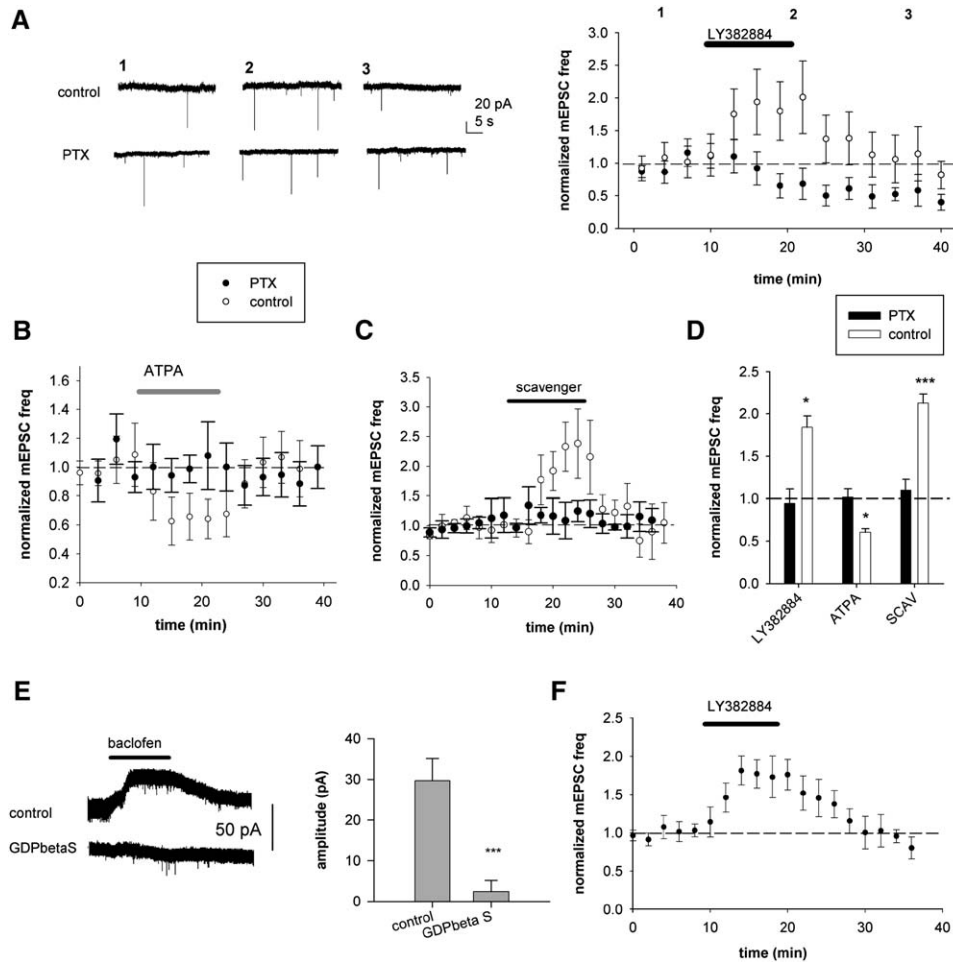 A
1
2
3
control
PTX
20 pA
5 s
1
2
3
LY382884
normalized mEPSC freq
3.0
2.5
2.0
1.5
1.0
0.5
0.0
0
10
20
30
40
time (min)
PTX
control
B
ATPA
normalized mEPSC freq
1.6
1.4
1.2
1.0
0.8
0.6
0.4
0.2
0
10
20
30
40
time (min)
C
scavenger
normalized mEPSC freq
3.5
3.0
2.5
2.0
1.5
1.0
0.5
0.0
0
10
20
30
40
time (min)
D
PTX
control
normalized mEPSC freq
2.5
2.0
1.5
1.0
0.5
0.0
*
*
***
LY382884
ATPA
SCAV
E
baclofen
control
GDPbetaS
50 pA
amplitude (pA)
40
30
20
10
0
***
control
GDPbeta S
F
LY382884
normalized mEPSC freq
2.5
2.0
1.5
1.0
0.5
0.0
0
10
20
30
40
time (min)